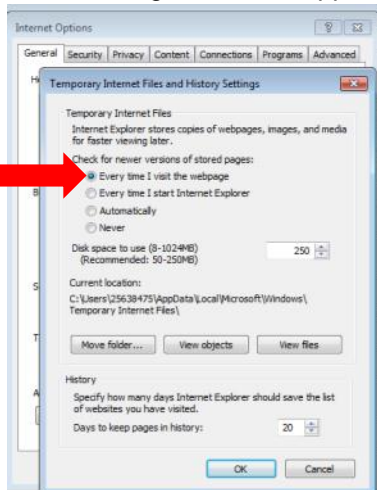 Internet Options
General Security Privacy Content Connections Programs Advanced
Temporary Internet Files and History Settings
Temporary Internet Files
Internet Explorer stores copies of webpages, images, and media
for faster viewing later.
Check for newer versions of stored pages:
Every time I visit the webpage
Every time I start Internet Explorer
Automatically
Never
Disk space to use (8-1024MB) 250
(Recommended: 50-250MB)
Current location:
C:\Users\25638475\AppData\Local\Microsoft\Windows\
Temporary Internet Files\
Move folder... View objects View files
History
Specify how many days Internet Explorer should save the list
of websites you have visited.
Days to keep pages in history: 20
OK Cancel